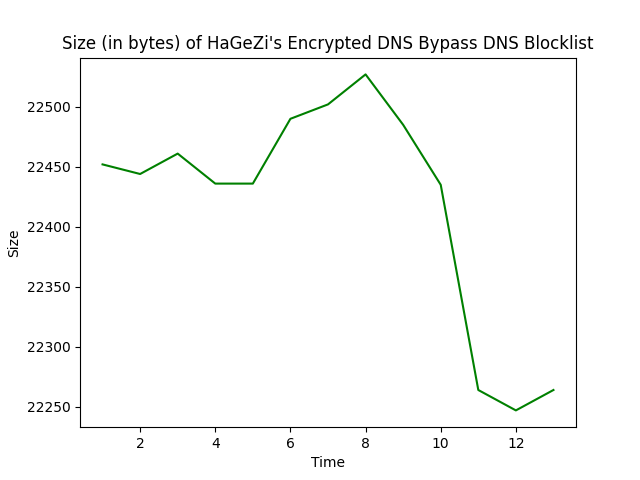 Size (in bytes) of HaGeZi's Encrypted DNS Bypass DNS Blocklist
22500
22450
22400
22350
22300
22250
Size
2 4 6 8 10 12
Time